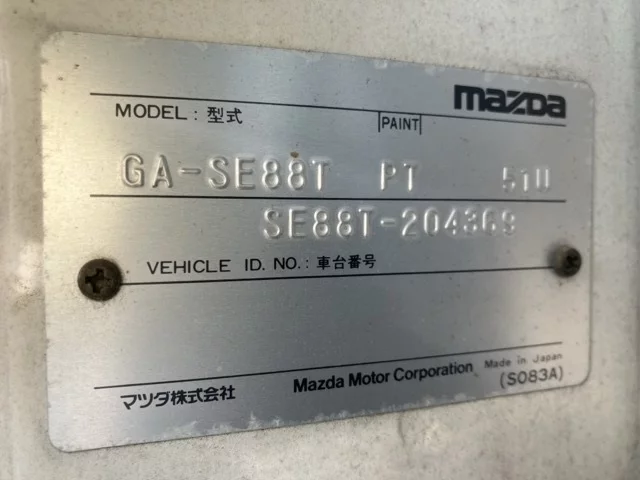 mazda
MODEL: 型式 PAINT
GA-SE88T PT 51U
SE88T-204369
VEHICLE ID. NO.: 車台番号
マツダ株式会社 Mazda Motor Corporation Made in Japan
(S083A)